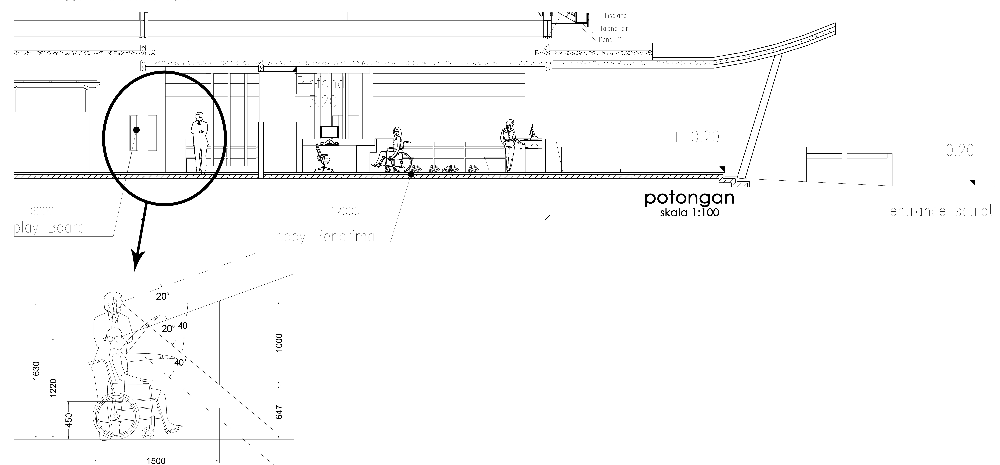 Lisplang
Talang air
Kanal C
Plafond
+3.20
+ 0.20
-0.20
potongan
skala 1:100
6000
12000
entrance sculpt
play Board
Lobby Penerima
20°
20° 40
40°
1630
1220
450
1000
647
1500